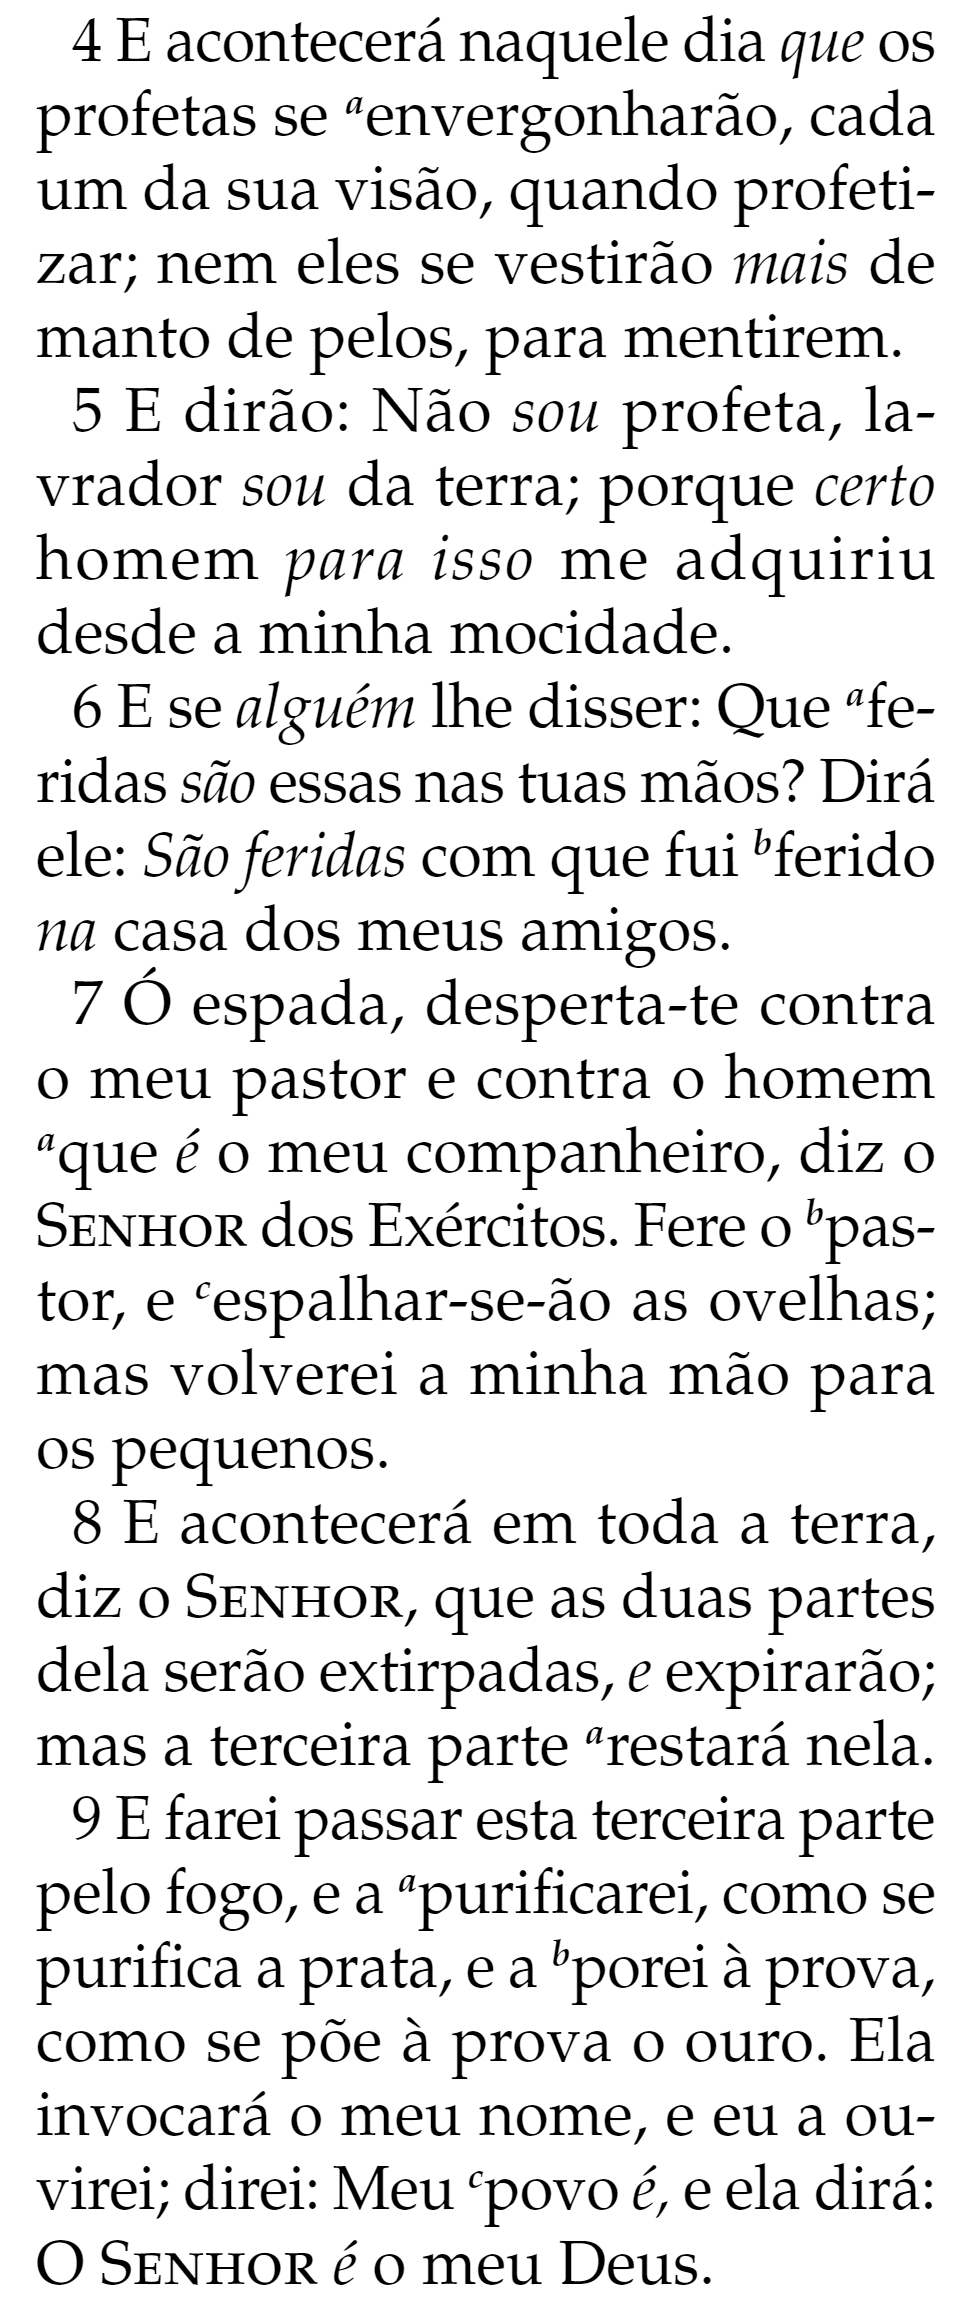 4 E acontecerá naquele dia que os
profetas se ᵃenvergonharão, cada
um da sua visão, quando profeti-
zar; nem eles se vestirão mais de
manto de pelos, para mentirem.
5 E dirão: Não sou profeta, la-
vrador sou da terra; porque certo
homem para isso me adquiriu
desde a minha mocidade.
6 E se alguém lhe disser: Que ᵃfe-
ridas são essas nas tuas mãos? Dirá
ele: São feridas com que fui ᵇferido
na casa dos meus amigos.
7 Ó espada, desperta-te contra
o meu pastor e contra o homem
ᵃque é o meu companheiro, diz o
SENHOR dos Exércitos. Fere o ᵇpas-
tor, e ᶜespalhar-se-ão as ovelhas;
mas volverei a minha mão para
os pequenos.
8 E acontecerá em toda a terra,
diz o SENHOR, que as duas partes
dela serão extirpadas, e expirarão;
mas a terceira parte ᵃrestará nela.
9 E farei passar esta terceira parte
pelo fogo, e a ᵃpurificarei, como se
purifica a prata, e a ᵇporei à prova,
como se põe à prova o ouro. Ela
invocará o meu nome, e eu a ou-
virei; direi: Meu ᶜpovo é, e ela dirá:
O SENHOR é o meu Deus.